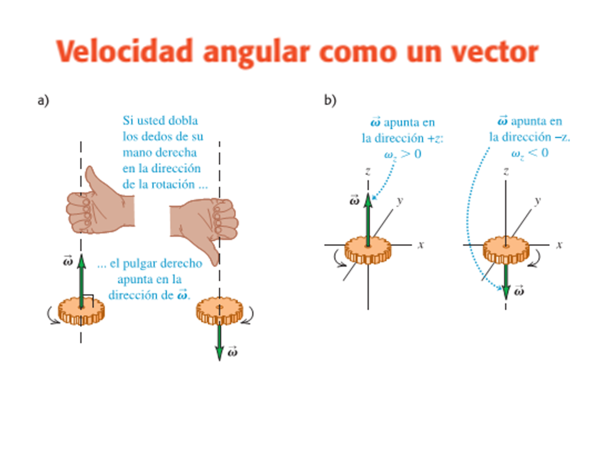 Velocidad angular como un vector
a)
Si usted dobla
los dedos de su
mano derecha
en la dirección
de la rotación ...
ω⃗
... el pulgar derecho
apunta en la
dirección de ω⃗.
ω⃗
b)
ω⃗ apunta en
la dirección +z:
ω_z > 0
z
ω⃗
y
x
ω⃗ apunta en
la dirección –z.
ω_z < 0
z
y
x
ω⃗